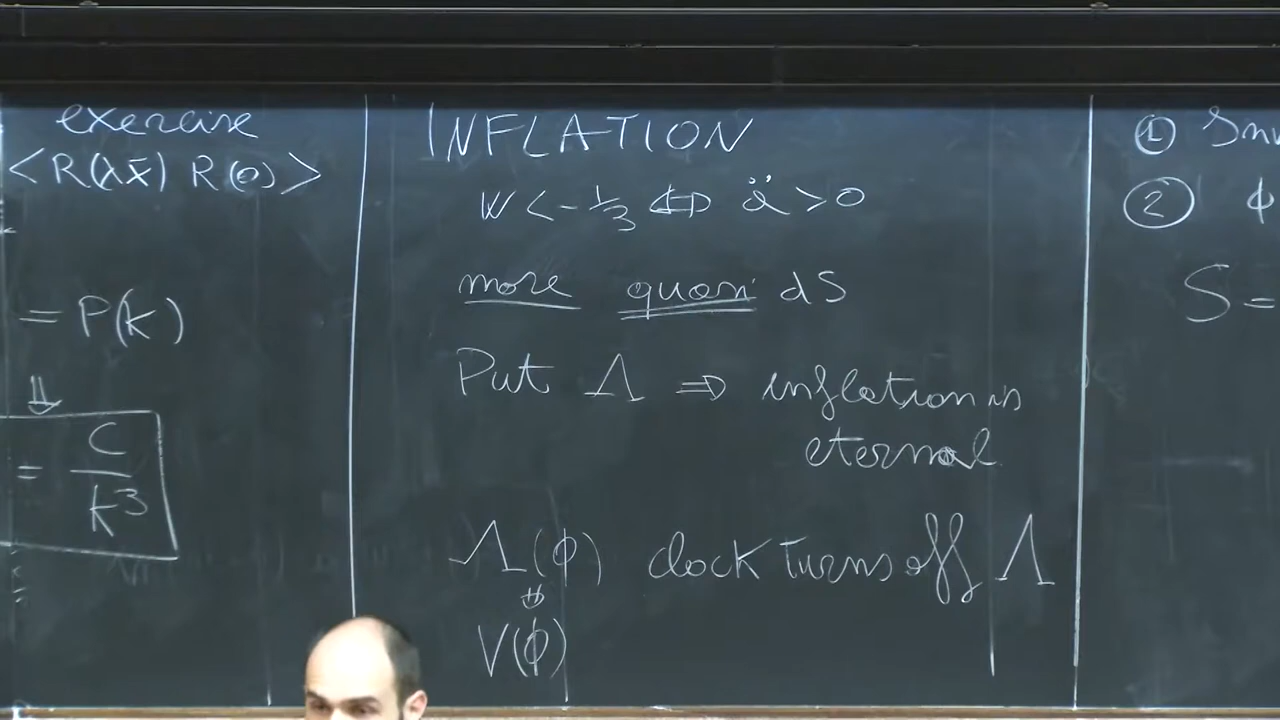 exercise
<R(λx̄) R(0)>
= P(k)
⇓
= C/k³
INFLATION
W < -1/3 ⇔ ä > 0
more quasi dS
Put Λ ⇒ inflation is
eternal
Λ(φ) clock turns off Λ
⇓
V(φ)
①
② φ
S =